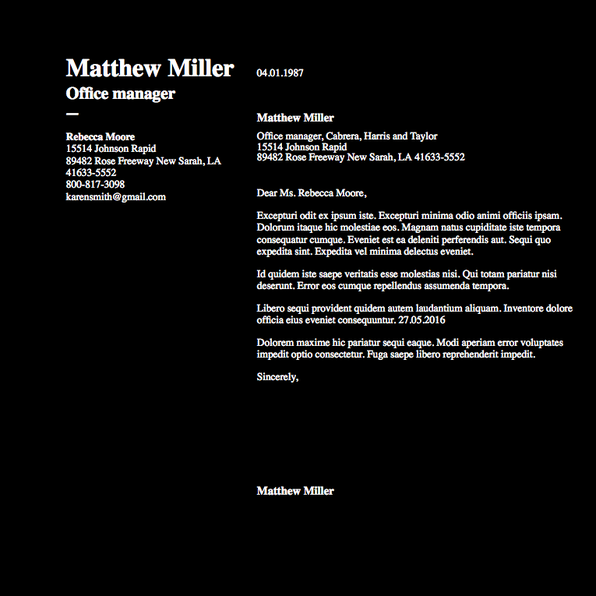 Matthew Miller
Office manager
—
Rebecca Moore
15514 Johnson Rapid
89482 Rose Freeway New Sarah, LA
41633-5552
800-817-3098
karensmith@gmail.com
04.01.1987
Matthew Miller
Office manager, Cabrera, Harris and Taylor
15514 Johnson Rapid
89482 Rose Freeway New Sarah, LA 41633-5552
Dear Ms. Rebecca Moore,
Excepturi odit ex ipsum iste. Excepturi minima odio animi officiis ipsam.
Dolorum itaque hic molestiae eos. Magnam natus cupiditate iste tempora
consequatur cumque. Eveniet est ea deleniti perferendis aut. Sequi quo
expedita sint. Expedita vel minima delectus eveniet.
Id quidem iste saepe veritatis esse molestias nisi. Qui totam pariatur nisi
deserunt. Error eos cumque repellendus assumenda tempora.
Libero sequi provident quidem autem laudantium aliquam. Inventore dolore
officia eius eveniet consequuntur. 27.05.2016
Dolorem maxime hic pariatur sequi eaque. Modi aperiam error voluptates
impedit optio consectetur. Fuga saepe libero reprehenderit impedit.
Sincerely,
Matthew Miller